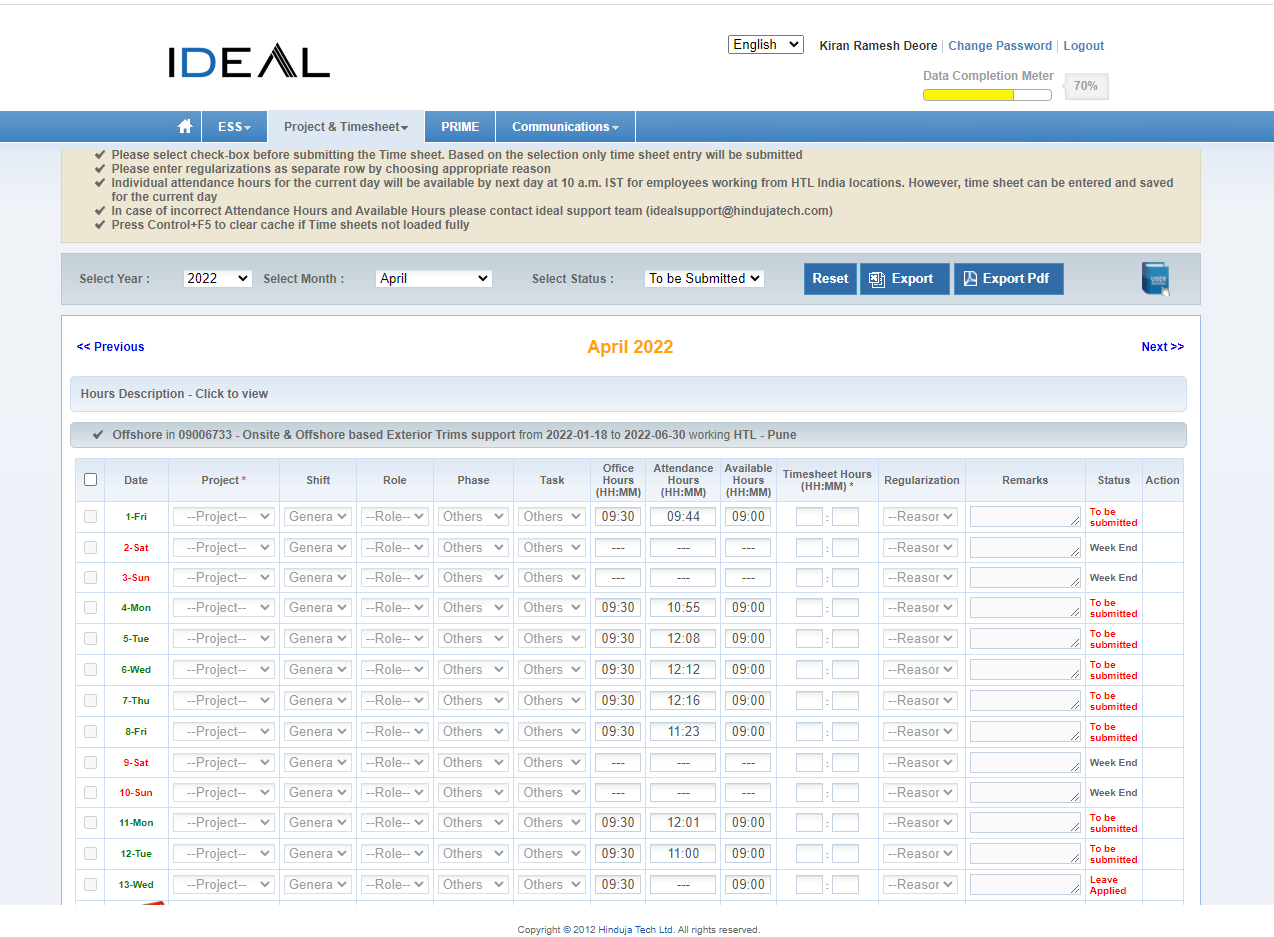 IDEAL
English
Kiran Ramesh Deore | Change Password | Logout
Data Completion Meter
70%
ESS
Project & Timesheet
PRIME
Communications
Please select check-box before submitting the Time sheet. Based on the selection only time sheet entry will be submitted
Please enter regularizations as separate row by choosing appropriate reason
Individual attendance hours for the current day will be available by next day at 10 a.m. IST for employees working from HTL India locations. However, time sheet can be entered and saved
for the current day
In case of incorrect Attendance Hours and Available Hours please contact ideal support team (idealsupport@hindujatech.com)
Press Control+F5 to clear cache if Time sheets not loaded fully
Select Year : 2022 Select Month : April Select Status : To be Submitted Reset Export Export Pdf
USER
<< Previous April 2022 Next >>
Hours Description - Click to view
Offshore in 09006733 - Onsite & Offshore based Exterior Trims support from 2022-01-18 to 2022-06-30 working HTL - Pune
Date Project * Shift Role Phase Task Office Hours (HH:MM) Attendance Hours (HH:MM) Available Hours (HH:MM) Timesheet Hours (HH:MM) * Regularization Remarks Status Action
1-Fri --Project-- Genera --Role-- Others Others 09:30 09:44 09:00 : --Reasor To be submitted
2-Sat --Project-- Genera --Role-- Others Others --- --- --- : --Reasor Week End
3-Sun --Project-- Genera --Role-- Others Others --- --- --- : --Reasor Week End
4-Mon --Project-- Genera --Role-- Others Others 09:30 10:55 09:00 : --Reasor To be submitted
5-Tue --Project-- Genera --Role-- Others Others 09:30 12:08 09:00 : --Reasor To be submitted
6-Wed --Project-- Genera --Role-- Others Others 09:30 12:12 09:00 : --Reasor To be submitted
7-Thu --Project-- Genera --Role-- Others Others 09:30 12:16 09:00 : --Reasor To be submitted
8-Fri --Project-- Genera --Role-- Others Others 09:30 11:23 09:00 : --Reasor To be submitted
9-Sat --Project-- Genera --Role-- Others Others --- --- --- : --Reasor Week End
10-Sun --Project-- Genera --Role-- Others Others --- --- --- : --Reasor Week End
11-Mon --Project-- Genera --Role-- Others Others 09:30 12:01 09:00 : --Reasor To be submitted
12-Tue --Project-- Genera --Role-- Others Others 09:30 11:00 09:00 : --Reasor To be submitted
13-Wed --Project-- Genera --Role-- Others Others 09:30 --- 09:00 : --Reasor Leave Applied
Copyright © 2012 Hinduja Tech Ltd. All rights reserved.